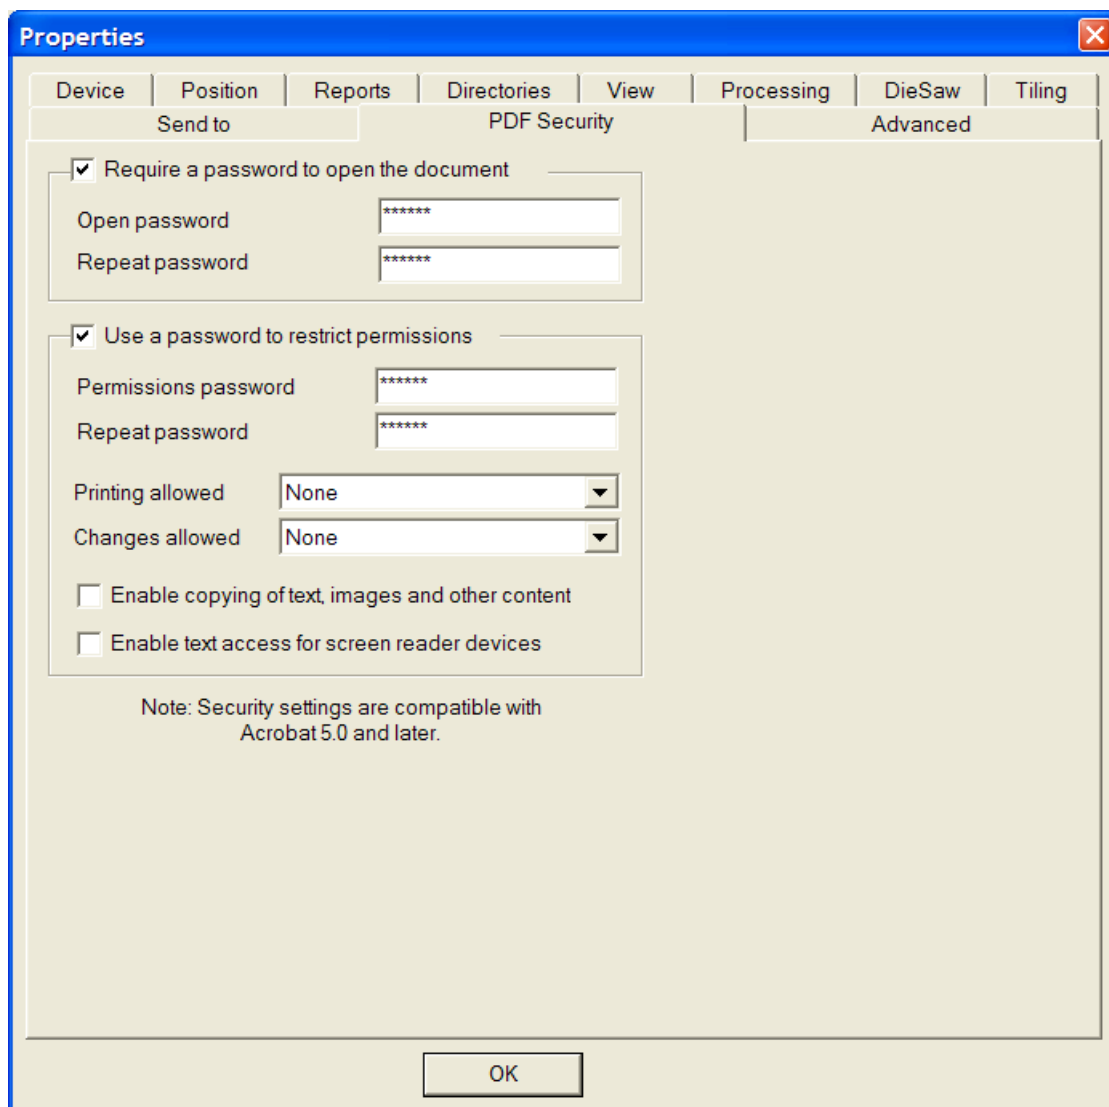 Properties
Device Position Reports Directories View Processing DieSaw Tiling
Send to PDF Security Advanced
Require a password to open the document
Open password ******
Repeat password ******
Use a password to restrict permissions
Permissions password ******
Repeat password ******
Printing allowed None
Changes allowed None
Enable copying of text, images and other content
Enable text access for screen reader devices
Note: Security settings are compatible with
Acrobat 5.0 and later.
OK